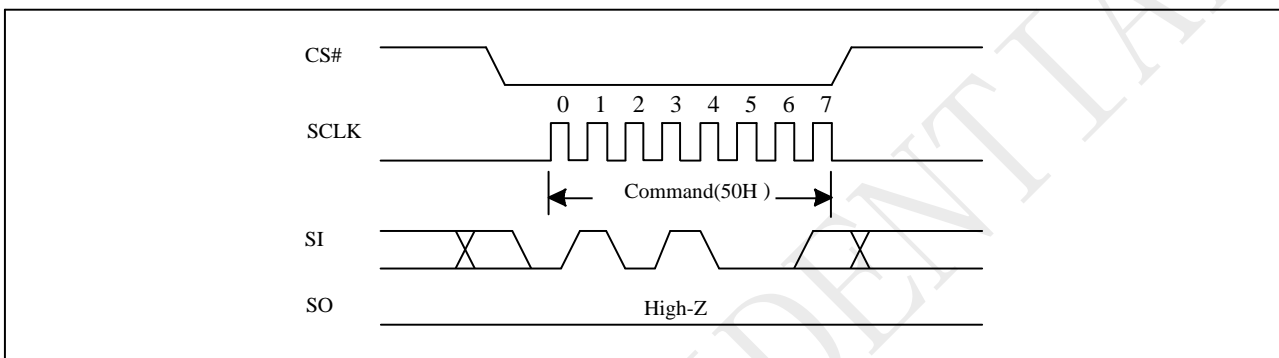 CS#
0 1 2 3 4 5 6 7
SCLK
Command(50H )
SI
SO
High-Z